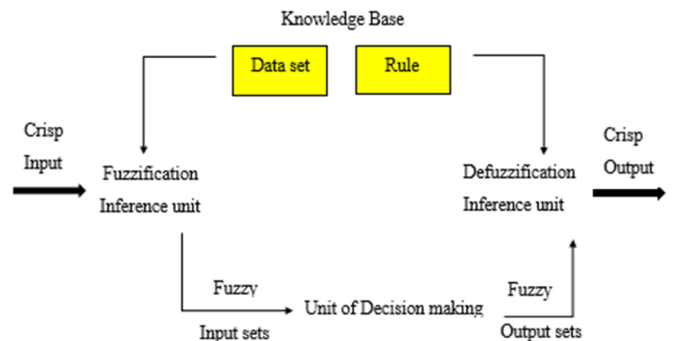 Knowledge Base
Data set
Rule
Crisp
Input
Fuzzification
Inference unit
Defuzzification
Inference unit
Crisp
Output
Fuzzy
Input sets
Unit of Decision making
Fuzzy
Output sets